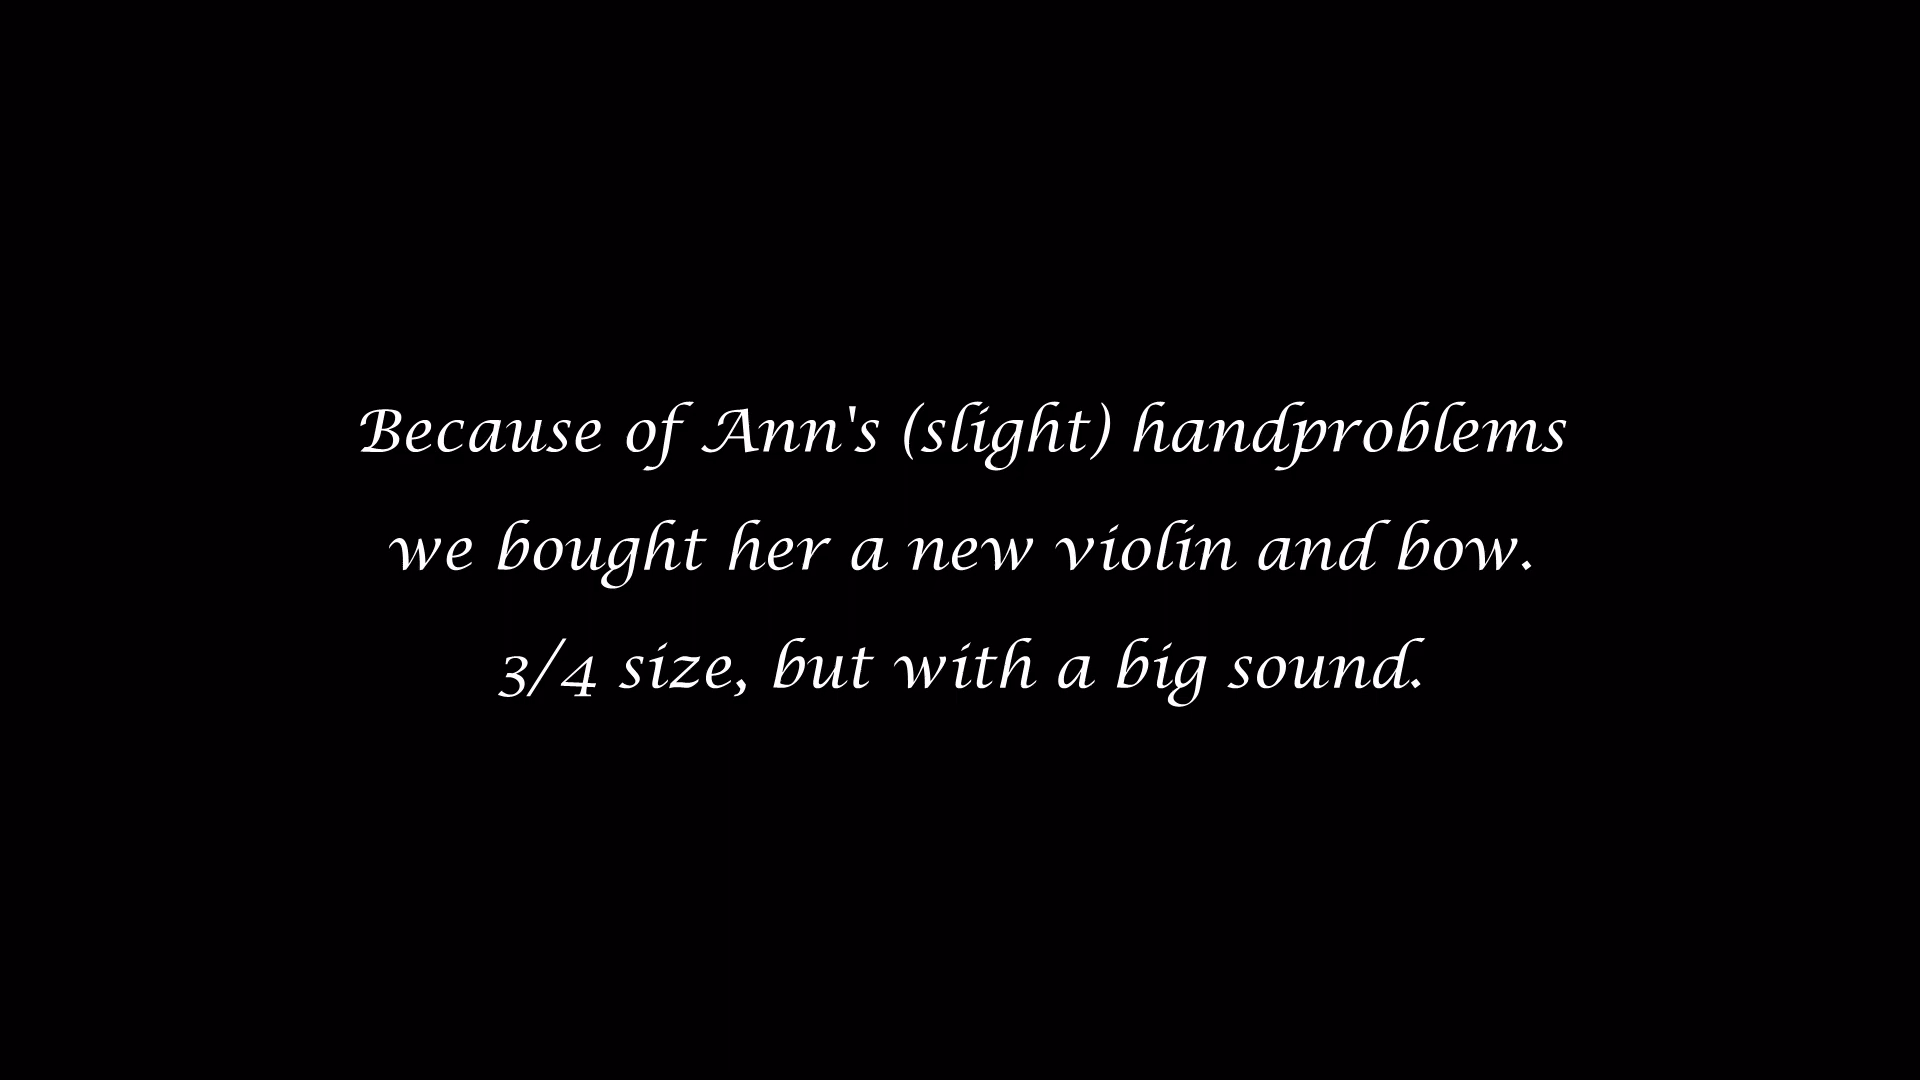 Because of Ann's (slight) handproblems
we bought her a new violin and bow.
3/4 size, but with a big sound.